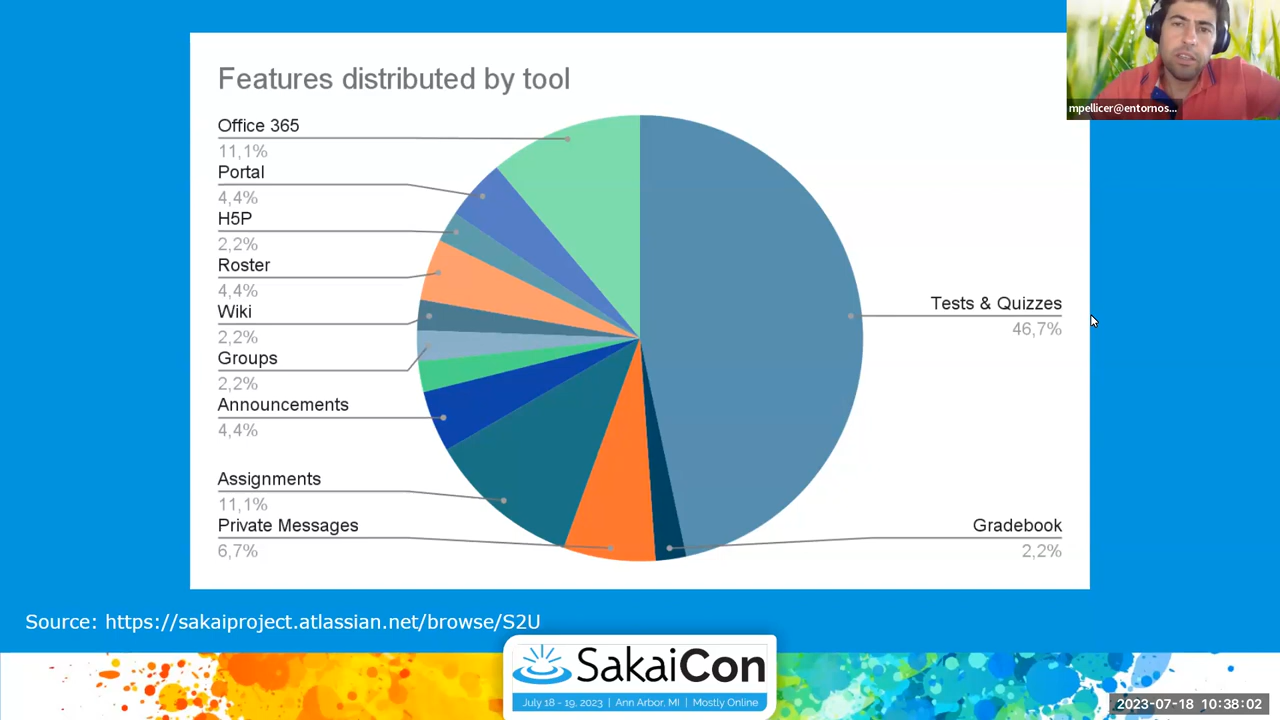 mpellicer@entornos...
Features distributed by tool
Office 365
11,1%
Portal
4,4%
H5P
2,2%
Roster
4,4%
Wiki
2,2%
Groups
2,2%
Announcements
4,4%
Assignments
11,1%
Private Messages
6,7%
Tests & Quizzes
46,7%
Gradebook
2,2%
Source: https://sakaiproject.atlassian.net/browse/S2U
SakaiCon
July 18 - 19, 2023 | Ann Arbor, MI | Mostly Online
2023-07-18 10:38:02